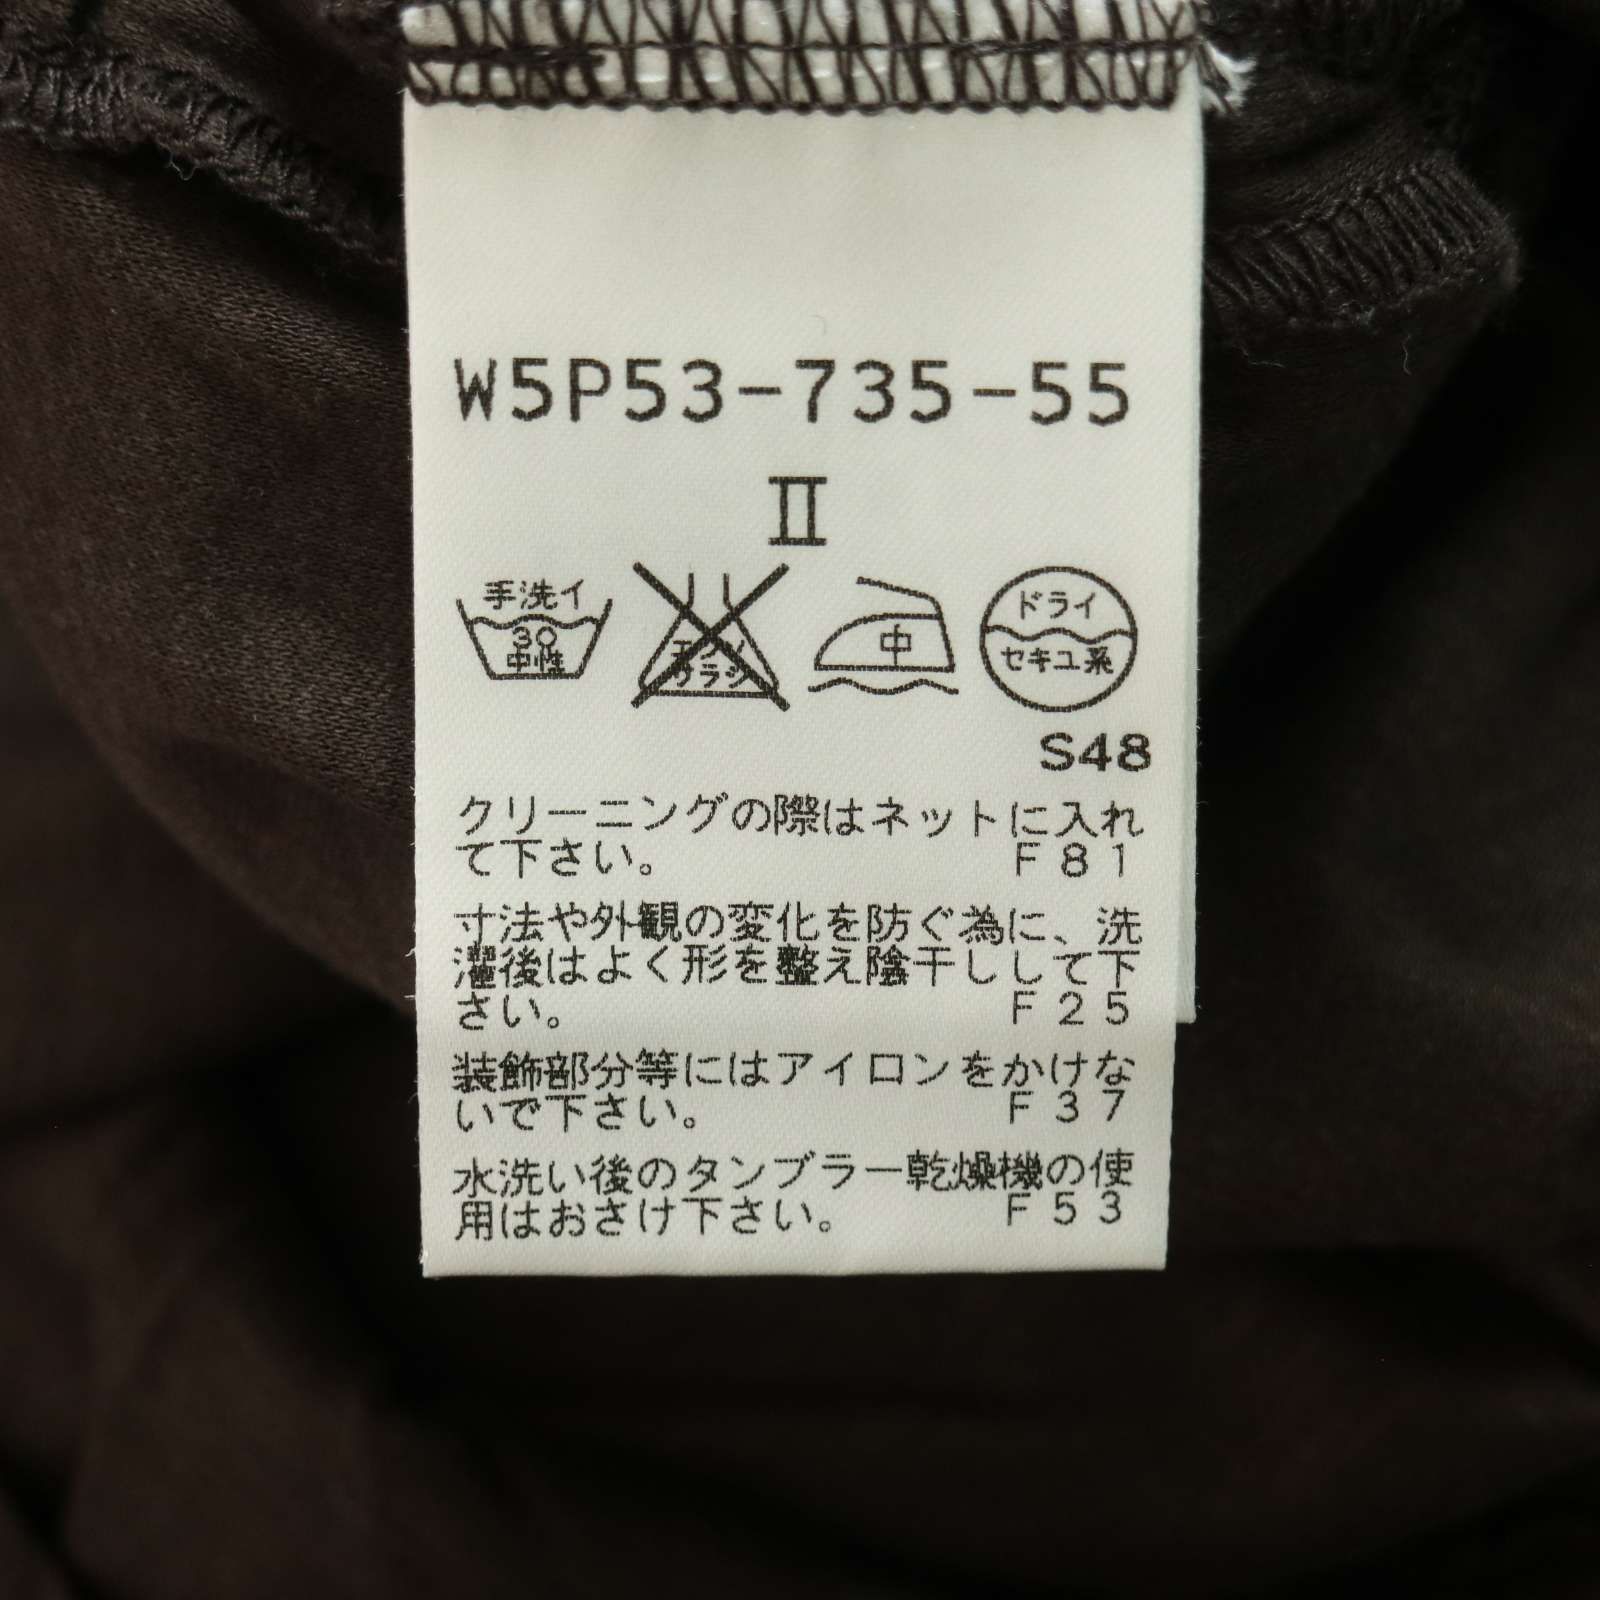 W5P53-735-55
II
手洗イ
30
中性
エンソ
サラシ
中
ドライ
セキユ系
S48
クリーニングの際はネットに入れ
て下さい。 F81
寸法や外観の変化を防ぐ為に、洗
濯後はよく形を整え陰干しして下
さい。 F25
装飾部分等にはアイロンをかけな
いで下さい。 F37
水洗い後のタンブラー乾燥機の使
用はおさけ下さい。 F53